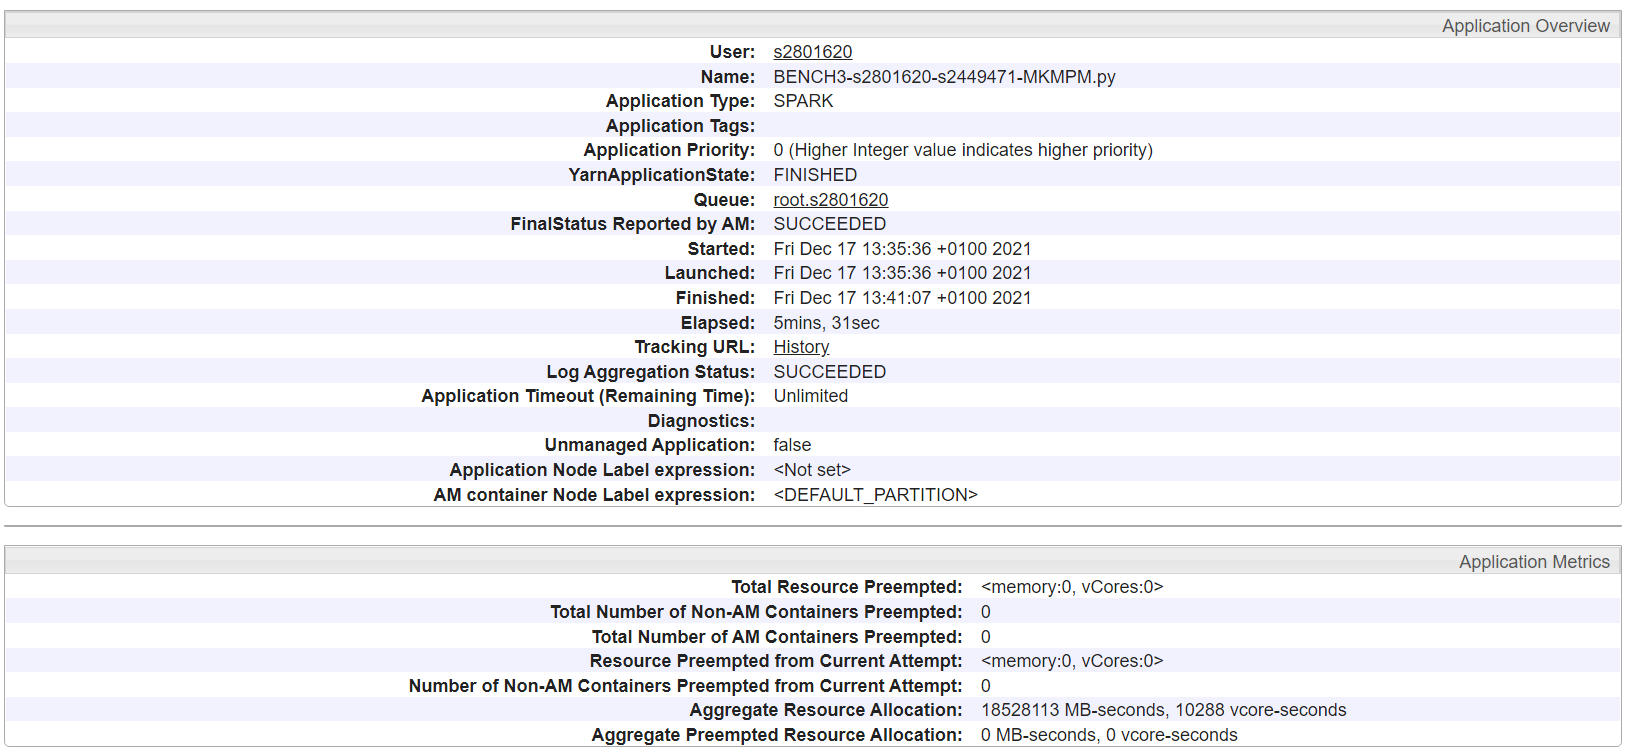 Application Overview
User: s2801620
Name: BENCH3-s2801620-s2449471-MKMPM.py
Application Type: SPARK
Application Tags:
Application Priority: 0 (Higher Integer value indicates higher priority)
YarnApplicationState: FINISHED
Queue: root.s2801620
FinalStatus Reported by AM: SUCCEEDED
Started: Fri Dec 17 13:35:36 +0100 2021
Launched: Fri Dec 17 13:35:36 +0100 2021
Finished: Fri Dec 17 13:41:07 +0100 2021
Elapsed: 5mins, 31sec
Tracking URL: History
Log Aggregation Status: SUCCEEDED
Application Timeout (Remaining Time): Unlimited
Diagnostics:
Unmanaged Application: false
Application Node Label expression: <Not set>
AM container Node Label expression: <DEFAULT_PARTITION>
Application Metrics
Total Resource Preempted: <memory:0, vCores:0>
Total Number of Non-AM Containers Preempted: 0
Total Number of AM Containers Preempted: 0
Resource Preempted from Current Attempt: <memory:0, vCores:0>
Number of Non-AM Containers Preempted from Current Attempt: 0
Aggregate Resource Allocation: 18528113 MB-seconds, 10288 vcore-seconds
Aggregate Preempted Resource Allocation: 0 MB-seconds, 0 vcore-seconds